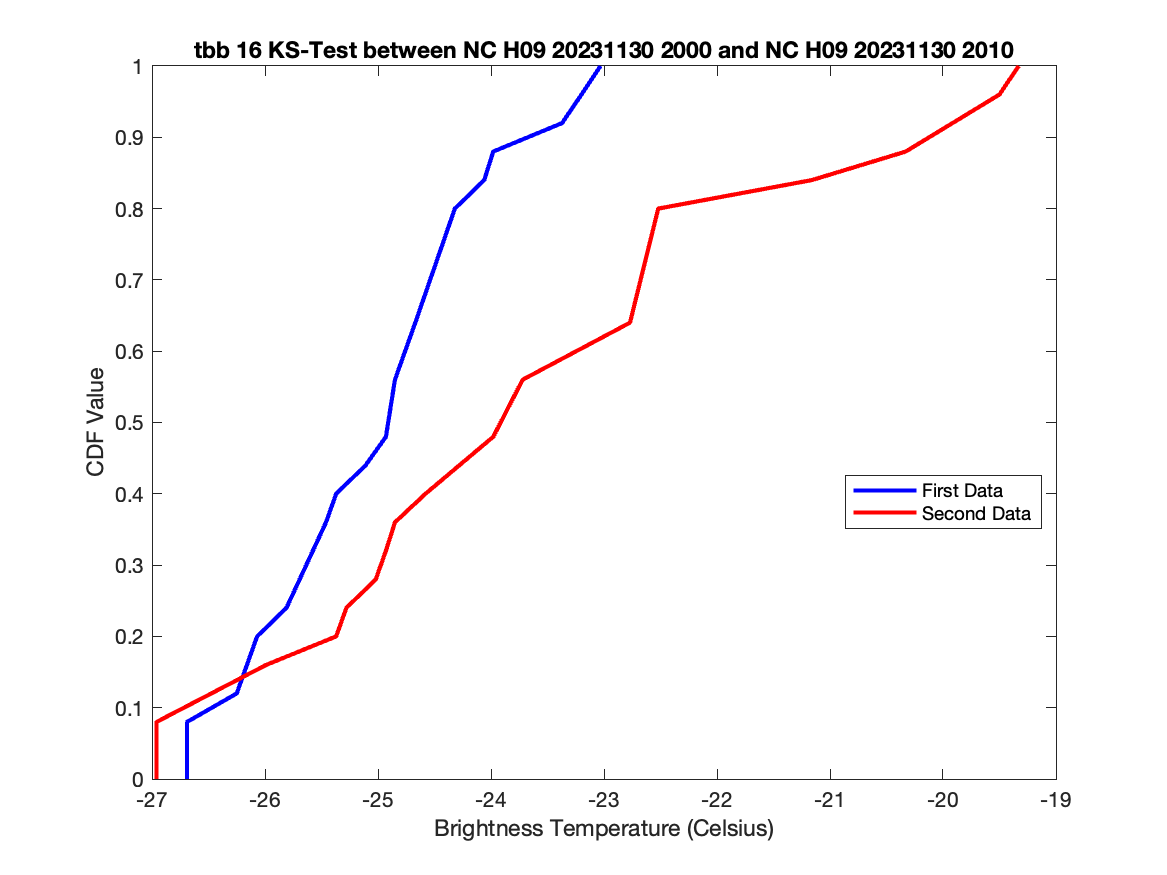 tbb 16 KS-Test between NC H09 20231130 2000 and NC H09 20231130 2010
1
0.9
0.8
0.7
0.6
0.5
0.4
0.3
0.2
0.1
0
CDF Value
First Data
Second Data
-27 -26 -25 -24 -23 -22 -21 -20 -19
Brightness Temperature (Celsius)